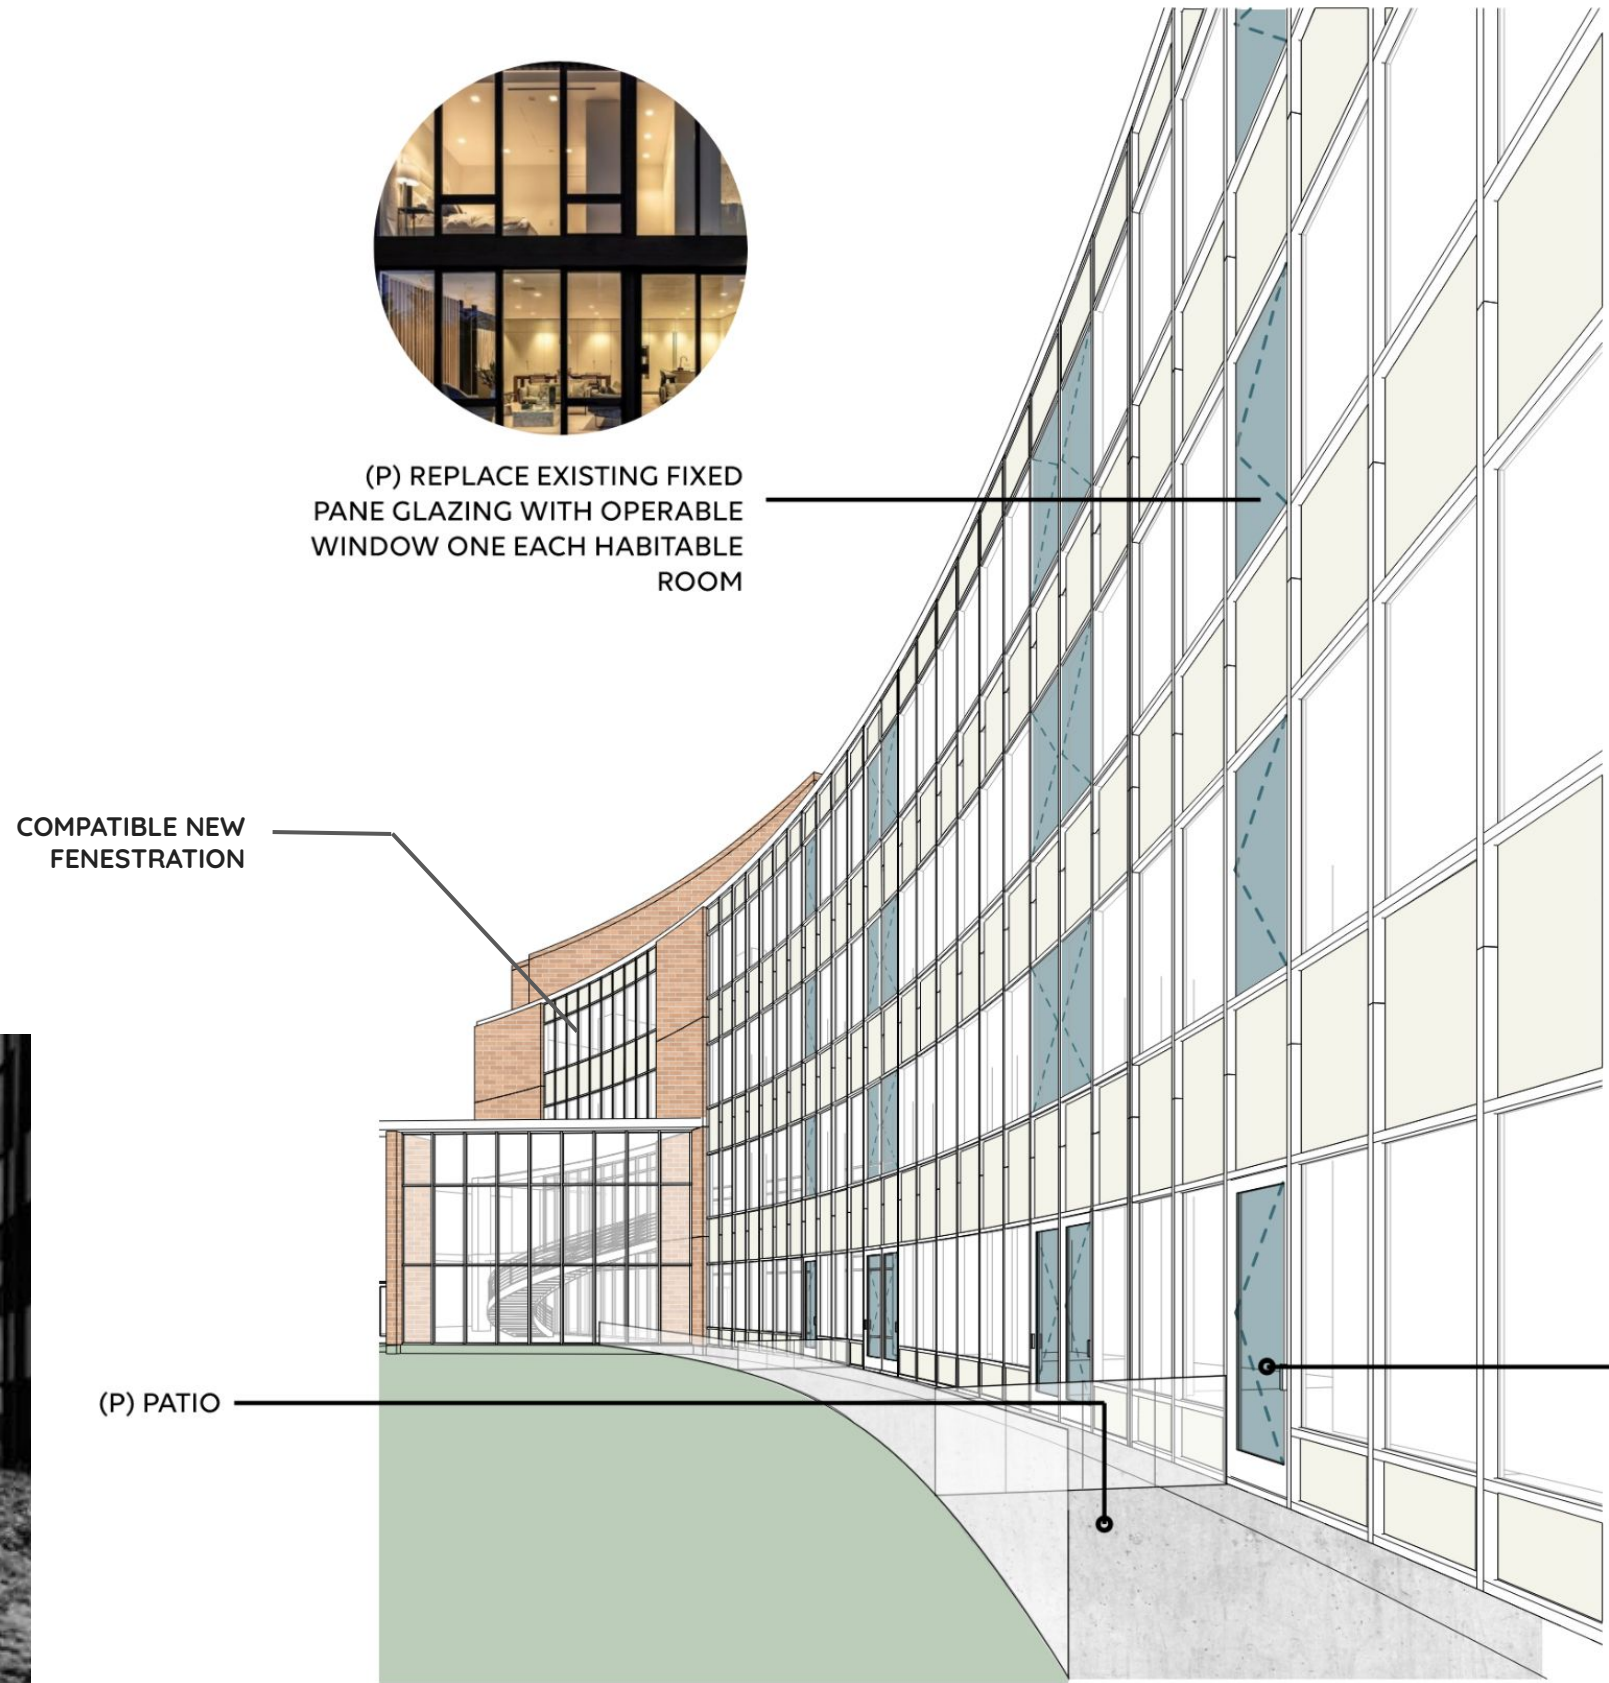 (P) REPLACE EXISTING FIXED
PANE GLAZING WITH OPERABLE
WINDOW ONE EACH HABITABLE
ROOM
COMPATIBLE NEW
FENESTRATION
(P) PATIO